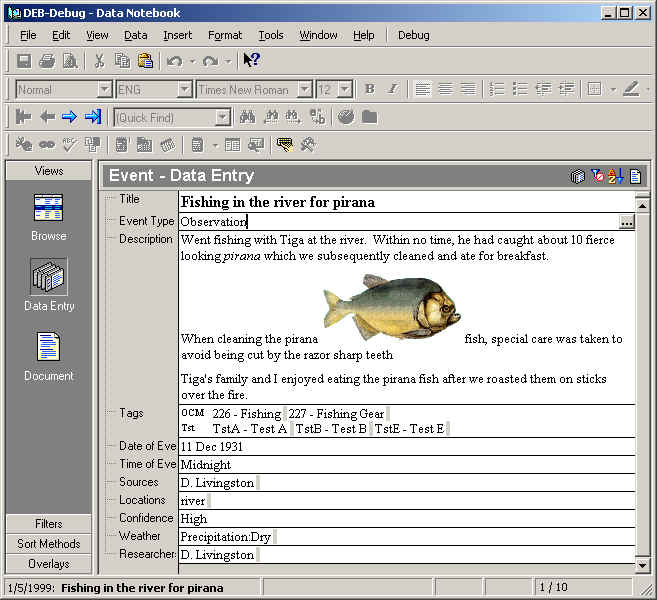 DEB-Debug - Data Notebook
File Edit View Data Insert Format Tools Window Help Debug
Normal ENG Times New Roman 12 B I
(Quick Find)
Views
Event - Data Entry
Browse
Data Entry
Document
Filters
Sort Methods
Overlays
Title Fishing in the river for pirana
Event Type Observation ...
Description Went fishing with Tiga at the river. Within no time, he had caught about 10 fierce
looking pirana which we subsequently cleaned and ate for breakfast.
When cleaning the pirana fish, special care was taken to
avoid being cut by the razor sharp teeth
Tiga's family and I enjoyed eating the pirana fish after we roasted them on sticks
over the fire.
Tags OCM 226 - Fishing 227 - Fishing Gear
Tst TstA - Test A TstB - Test B TstE - Test E
Date of Eve 11 Dec 1931
Time of Eve Midnight
Sources D. Livingston
Locations river
Confidence High
Weather Precipitation:Dry
Researcher D. Livingston
1/5/1999: Fishing in the river for pirana 1 / 10